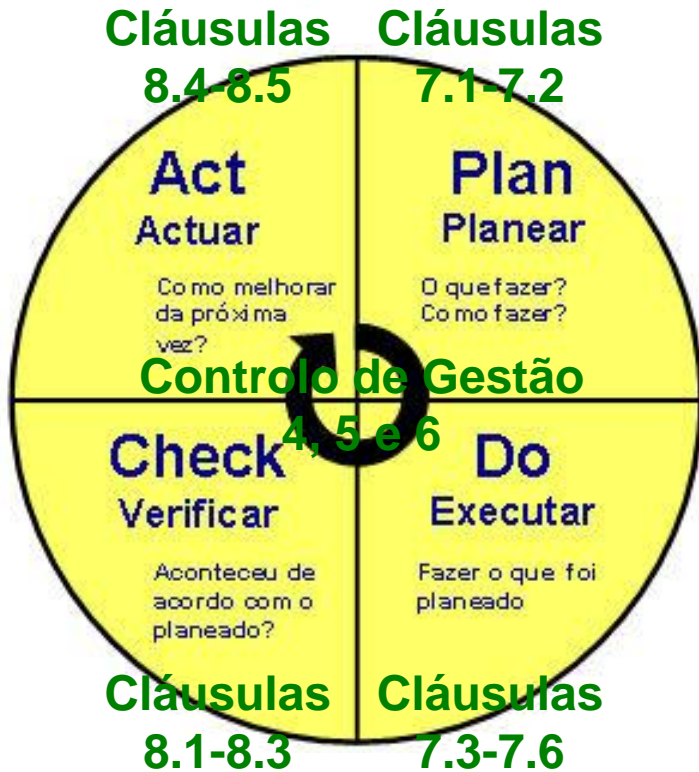 Cláusulas
8.4-8.5
Cláusulas
7.1-7.2
Act
Actuar
Como melhorar
da próxima
vez?
Plan
Planear
O que fazer?
Como fazer?
Controlo de Gestão
4, 5 e 6
Check
Verificar
Aconteceu de
acordo com o
planeado?
Do
Executar
Fazer o que foi
planeado
Cláusulas
8.1-8.3
Cláusulas
7.3-7.6